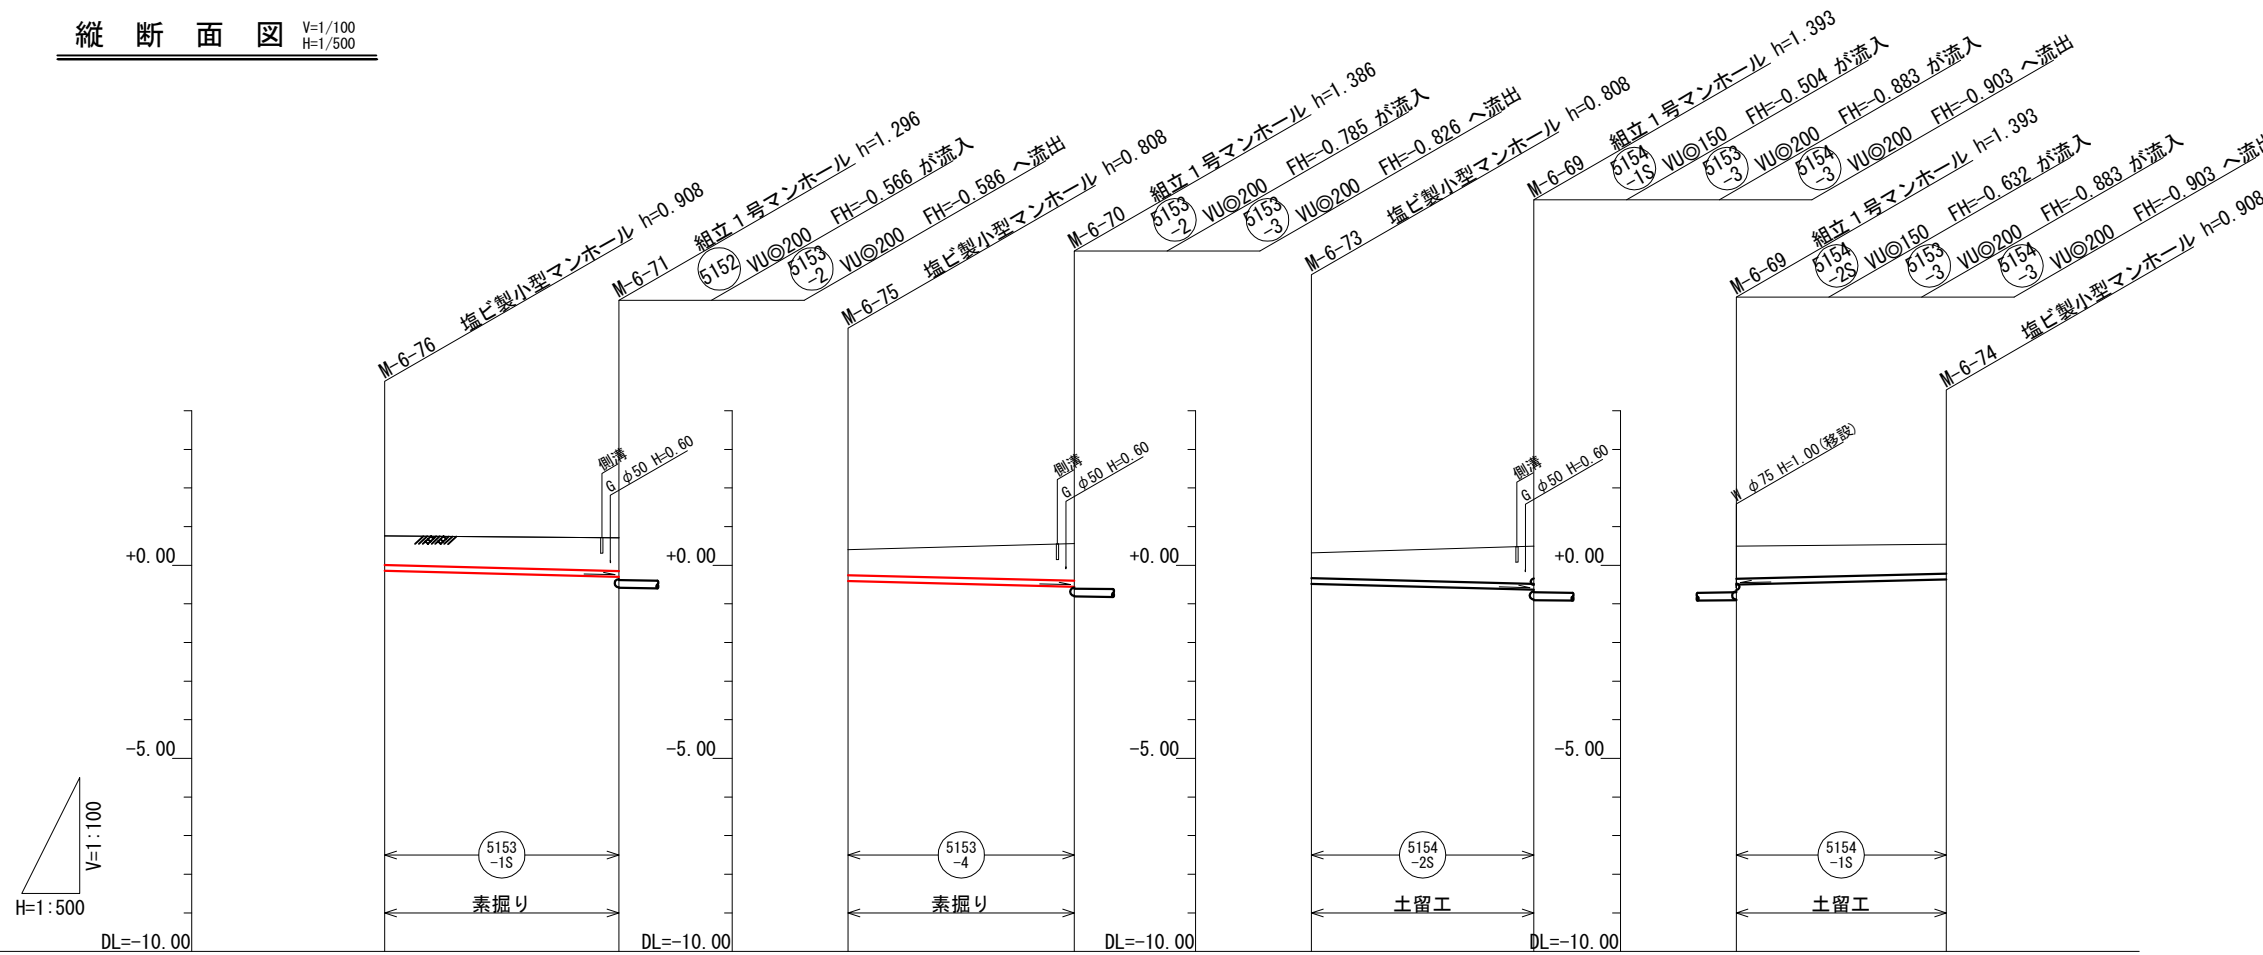 縦断面図 V=1/100
H=1/500
M-6-76 塩ビ製小型マンホール h=0.908
M-6-71 組立1号マンホール h=1.296
5152 VU◎200 FH=-0.566 が流入
5153-2 VU◎200 FH=-0.586 へ流出
M-6-75 塩ビ製小型マンホール h=0.808
M-6-70 組立1号マンホール h=1.386
5153-2 VU◎200 FH=-0.785 が流入
5153-3 VU◎200 FH=-0.826 へ流出
M-6-73 塩ビ製小型マンホール h=0.808
M-6-69 組立1号マンホール h=1.393
5154-1S VU◎150 FH=-0.504 が流入
5153-3 VU◎200 FH=-0.883 が流入
5154-3 VU◎200 FH=-0.903 へ流出
M-6-69 組立1号マンホール h=1.393
5154-2S VU◎150 FH=-0.632 が流入
5153-3 VU◎200 FH=-0.883 が流入
5154-3 VU◎200 FH=-0.903 へ流出
M-6-74 塩ビ製小型マンホール h=0.908
側溝
G φ50 H=0.60
側溝
G φ50 H=0.60
側溝
G φ50 H=0.60
W φ75 H=1.00(移設)
+0.00 +0.00 +0.00 +0.00
-5.00 -5.00 -5.00 -5.00
V=1:100
H=1:500
5153
-1S
5153
-4
5154
-2S
5154
-1S
素掘り 素掘り 土留工 土留工
DL=-10.00 DL=-10.00 DL=-10.00 DL=-10.00